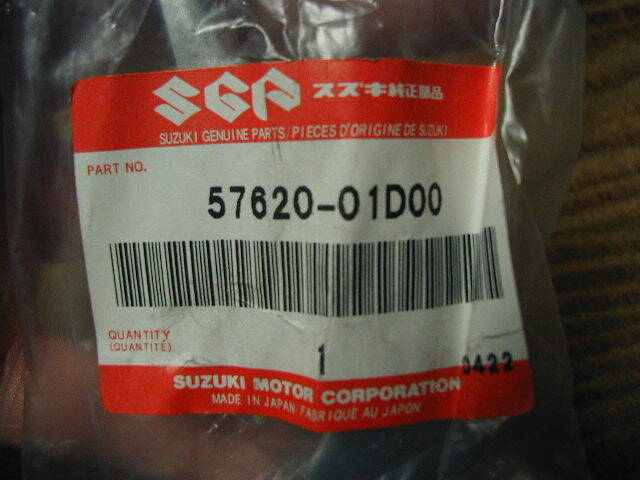 SGP スズキ純正部品
SUZUKI GENUINE PARTS/PIECES D'ORIGINE DE SUZUKI
PART NO.
57620-01D00
QUANTITY
(QUANTITÉ)
1
0422
SUZUKI MOTOR CORPORATION
MADE IN JAPAN/FABRIQUE AU JAPON